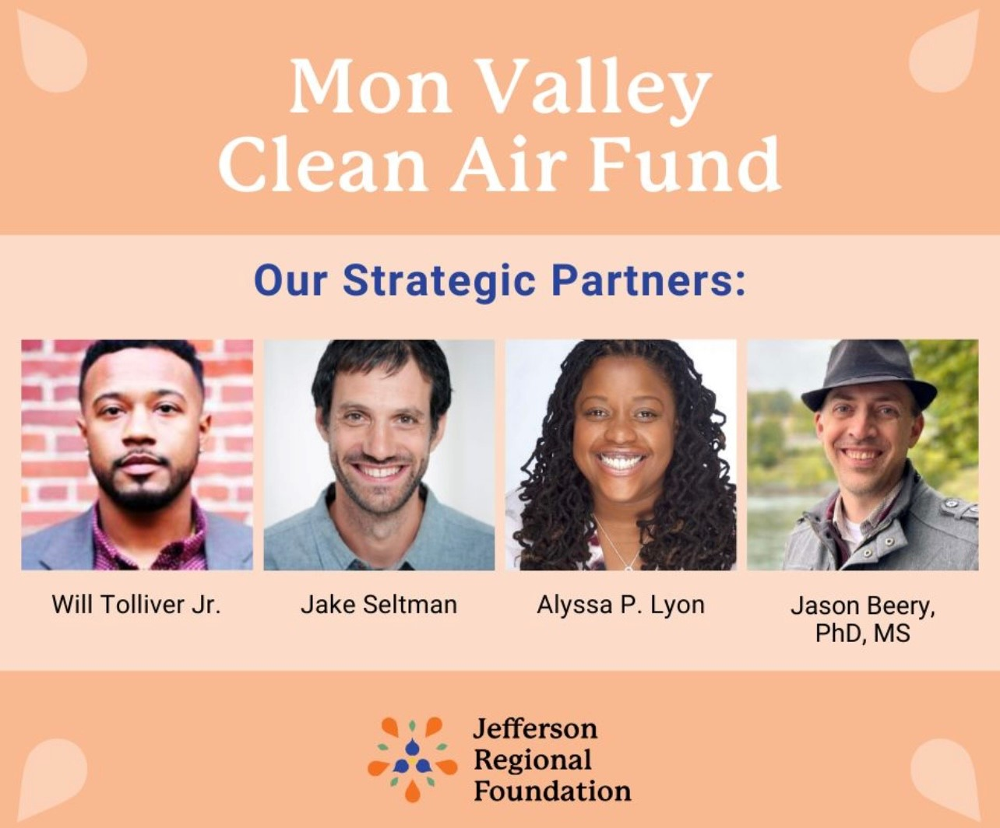 Mon Valley
Clean Air Fund
Our Strategic Partners:
Will Tolliver Jr.
Jake Seltman
Alyssa P. Lyon
Jason Beery,
PhD, MS
Jefferson
Regional
Foundation